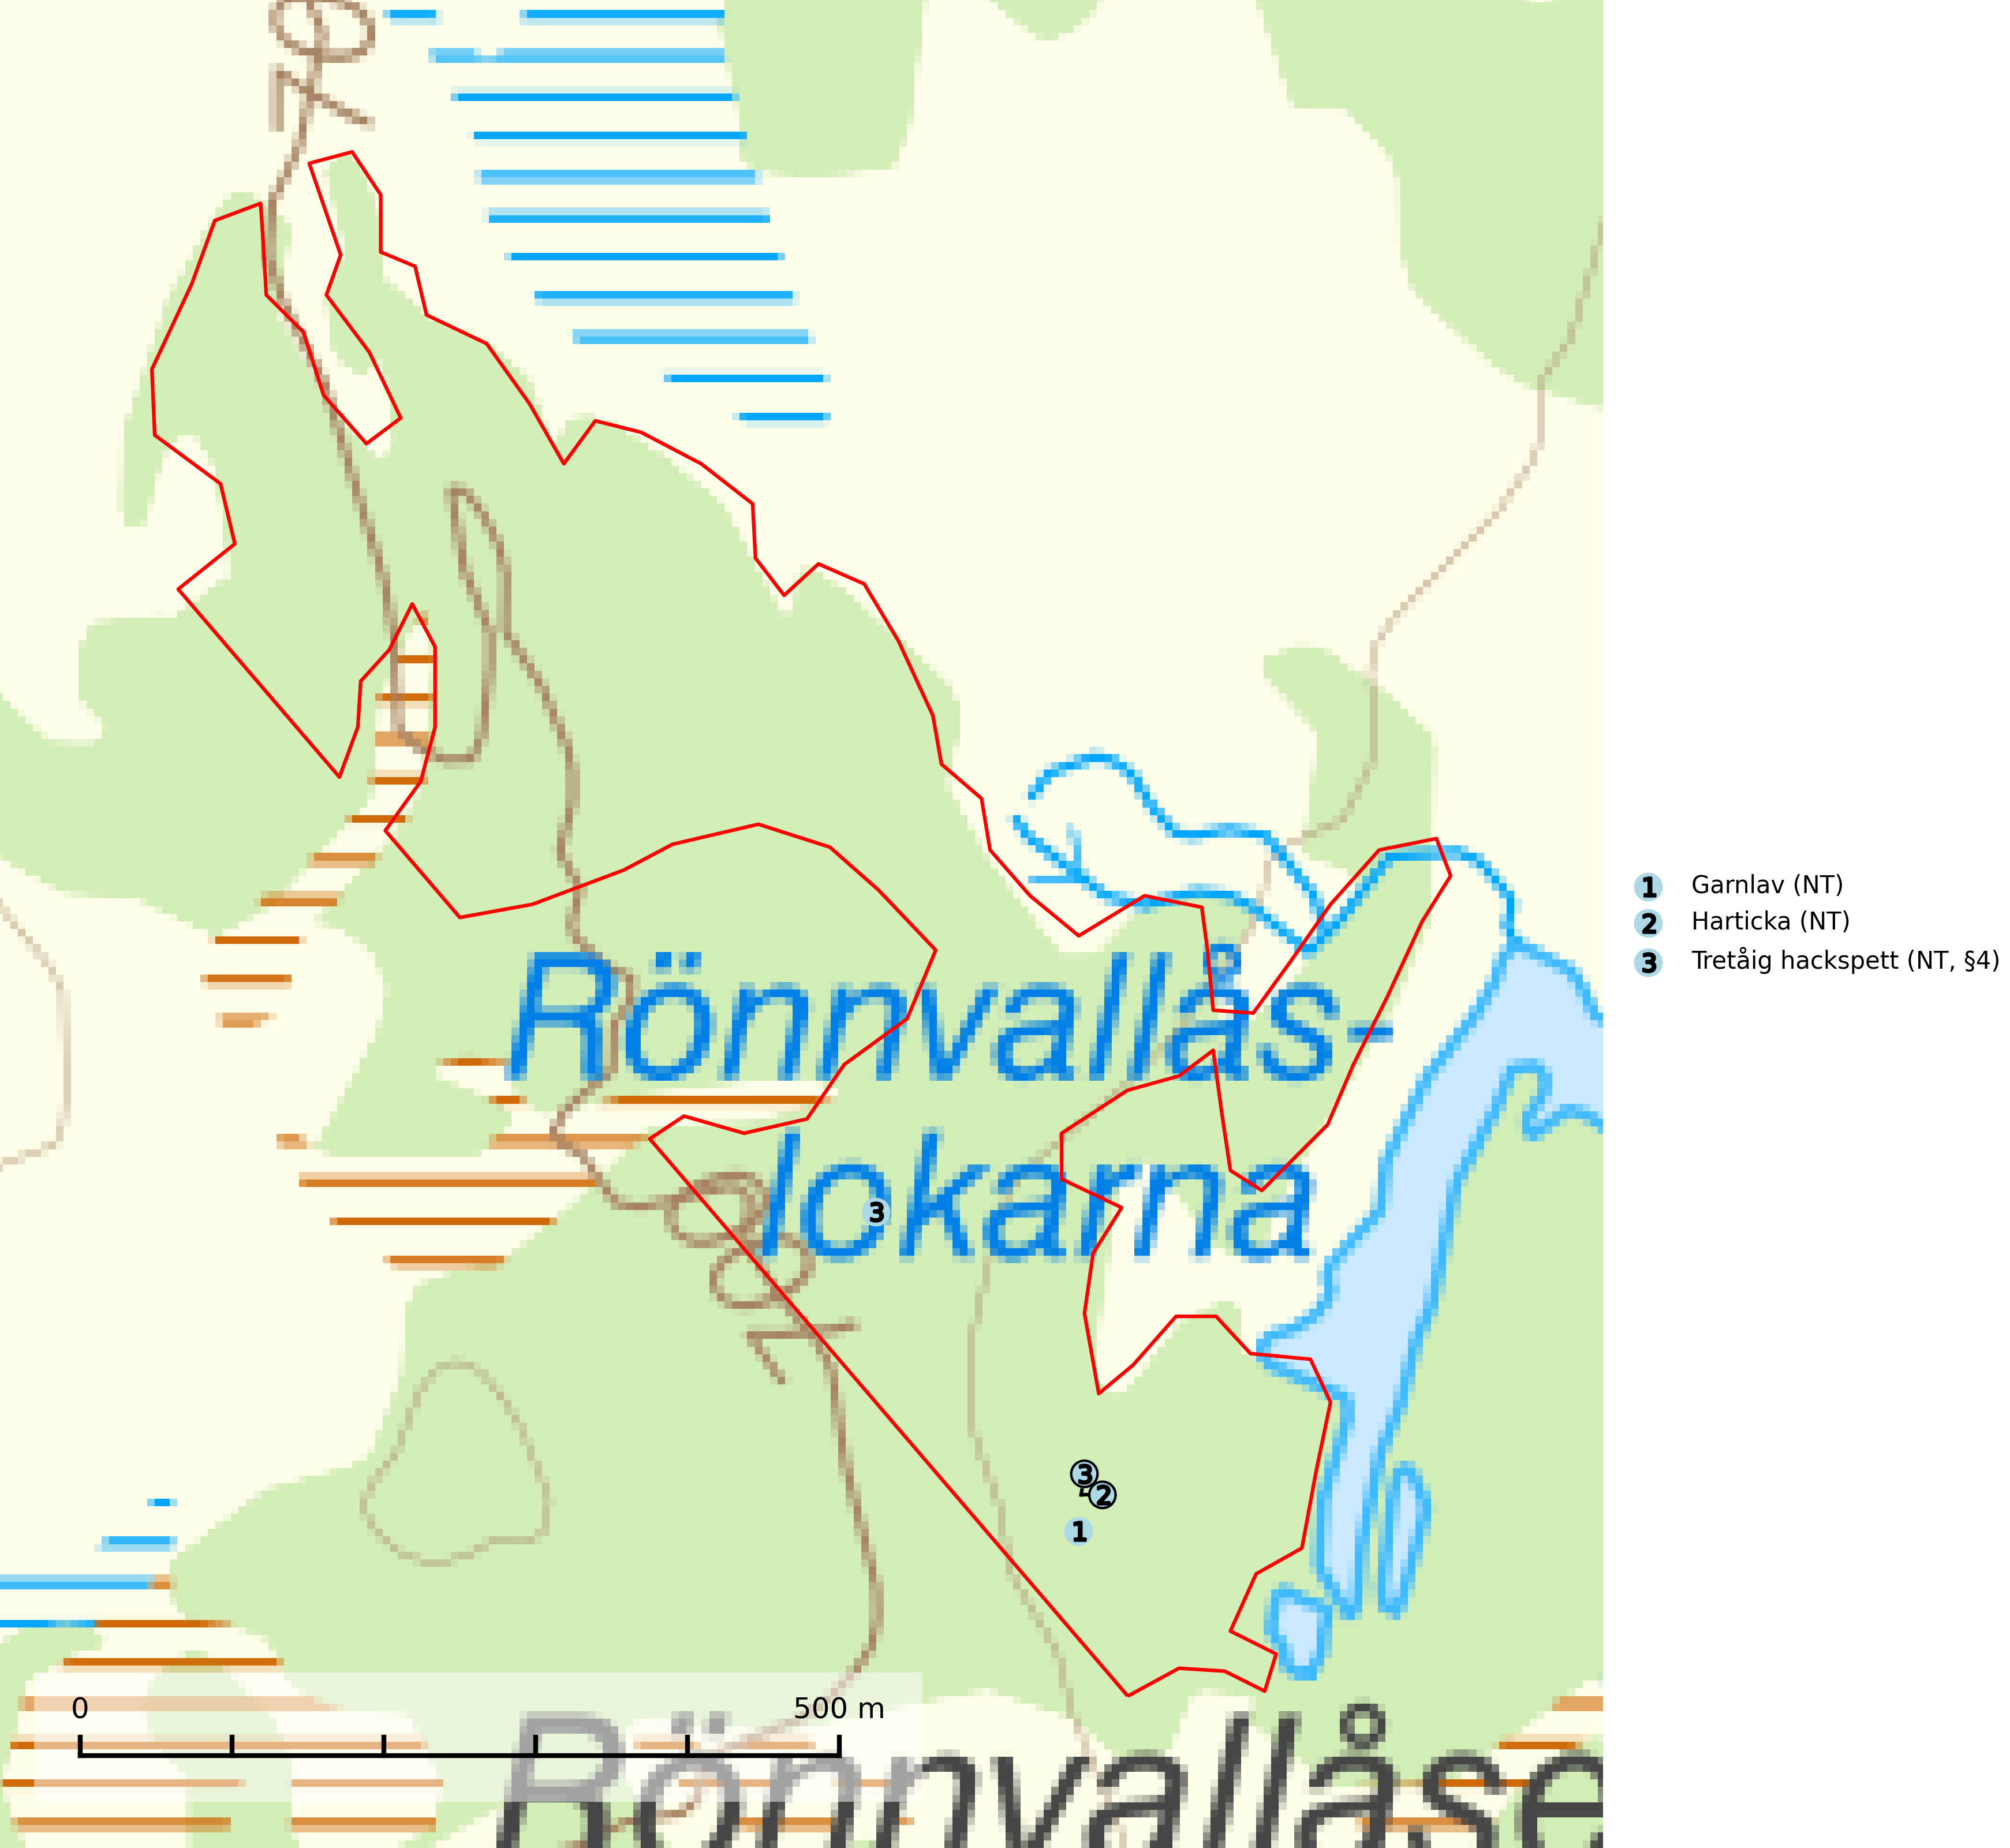 Rönnvallås-
lokarna
3
3
2
1
0
500 m
Rönnvallåse
1 Garnlav (NT)
2 Harticka (NT)
3 Tretåig hackspett (NT, §4)